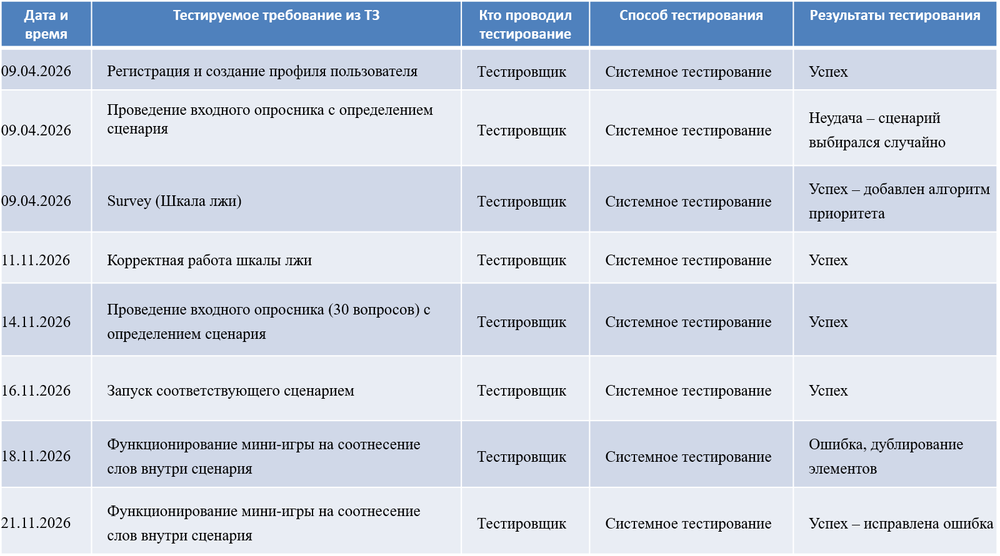 Дата и
время
Тестируемое требование из ТЗ
Кто проводил
тестирование
Способ тестирования
Результаты тестирования
09.04.2026
Регистрация и создание профиля пользователя
Тестировщик
Системное тестирование
Успех
09.04.2026
Проведение входного опросника с определением
сценария
Тестировщик
Системное тестирование
Неудача – сценарий
выбирался случайно
09.04.2026
Survey (Шкала лжи)
Тестировщик
Системное тестирование
Успех – добавлен алгоритм
приоритета
11.11.2026
Корректная работа шкалы лжи
Тестировщик
Системное тестирование
Успех
14.11.2026
Проведение входного опросника (30 вопросов) с
определением сценария
Тестировщик
Системное тестирование
Успех
16.11.2026
Запуск соответствующего сценарием
Тестировщик
Системное тестирование
Успех
18.11.2026
Функционирование мини-игры на соотнесение
слов внутри сценария
Тестировщик
Системное тестирование
Ошибка, дублирование
элементов
21.11.2026
Функционирование мини-игры на соотнесение
слов внутри сценария
Тестировщик
Системное тестирование
Успех – исправлена ошибка